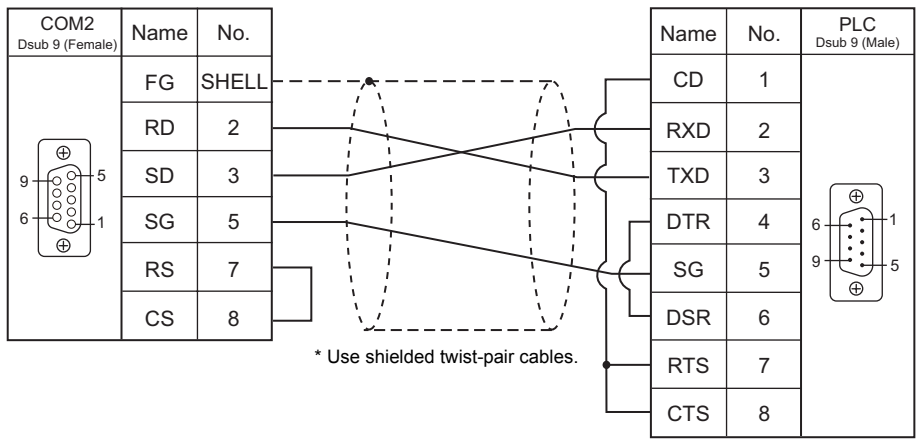 COM2
Dsub 9 (Female)
Name No.
FG SHELL
RD 2
SD 3
SG 5
RS 7
CS 8
9 5
6 1
* Use shielded twist-pair cables.
Name No.
PLC
Dsub 9 (Male)
CD 1
RXD 2
TXD 3
DTR 4
SG 5
DSR 6
RTS 7
CTS 8
6 1
9 5